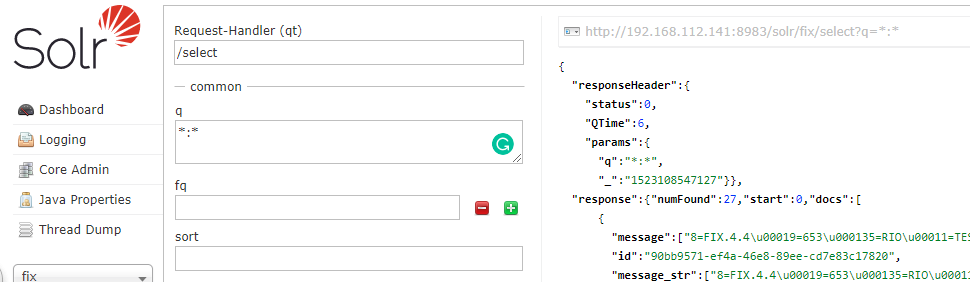 Solr
Dashboard
Logging
Core Admin
Java Properties
Thread Dump
fix
Request-Handler (qt)
/select
common
q
*:*
fq
sort
http://192.168.112.141:8983/solr/fix/select?q=*:*
{
"responseHeader":{
"status":0,
"QTime":6,
"params":{
"q":"*:*",
"_":"1523108547127"}},
"response":{"numFound":27,"start":0,"docs":[
{
"message":["8=FIX.4.4\u00019=653\u000135=RIO\u00011=TES
"id":"90bb9571-ef4a-46e8-89ee-cd7e83c17820",
"message_str":["8=FIX.4.4\u00019=653\u000135=RIO\u00011